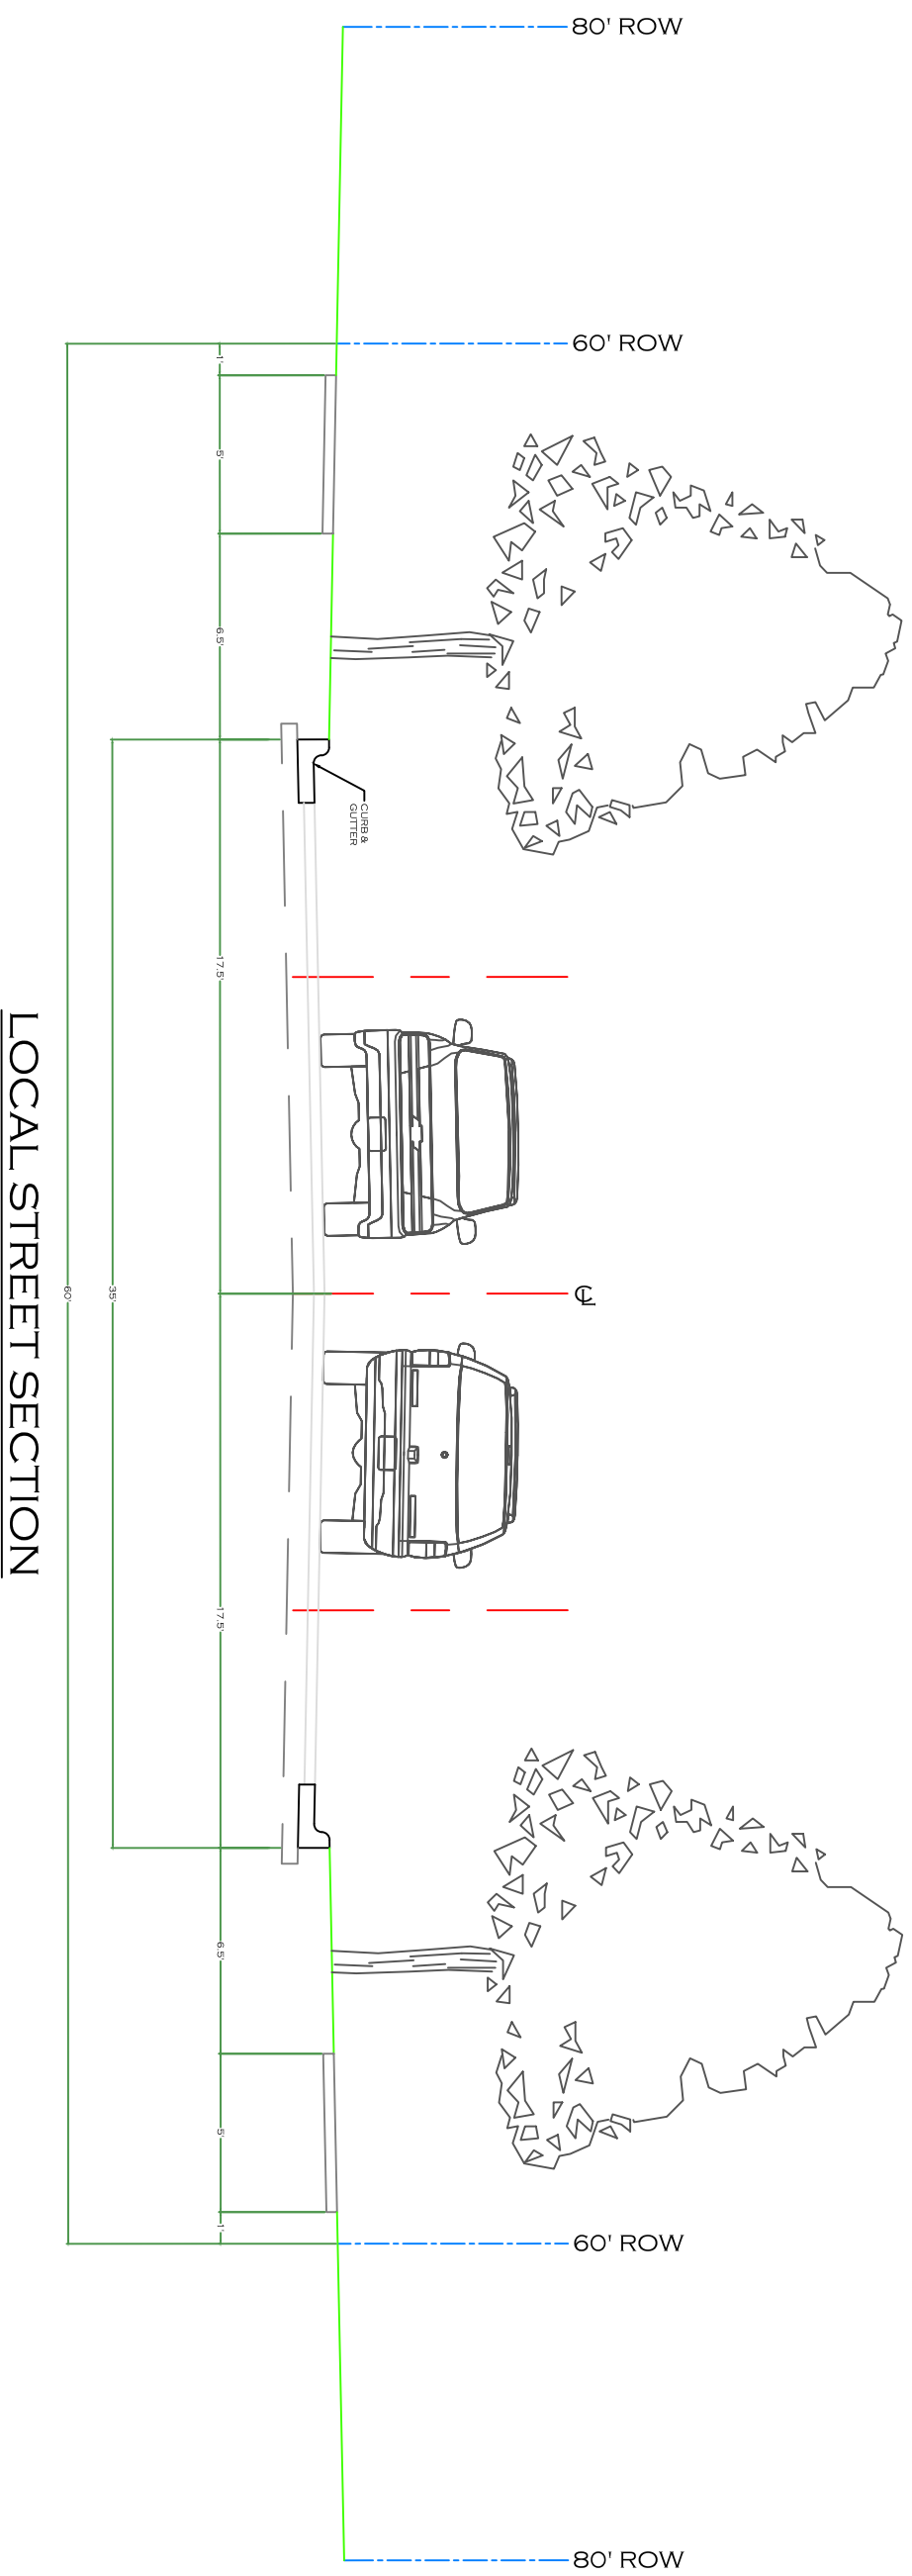 80' ROW
60' ROW
℄
60' ROW
80' ROW
CURB &
GUTTER
1'
5'
6.5'
17.5'
17.5'
6.5'
5'
1'
35'
60'
LOCAL STREET SECTION